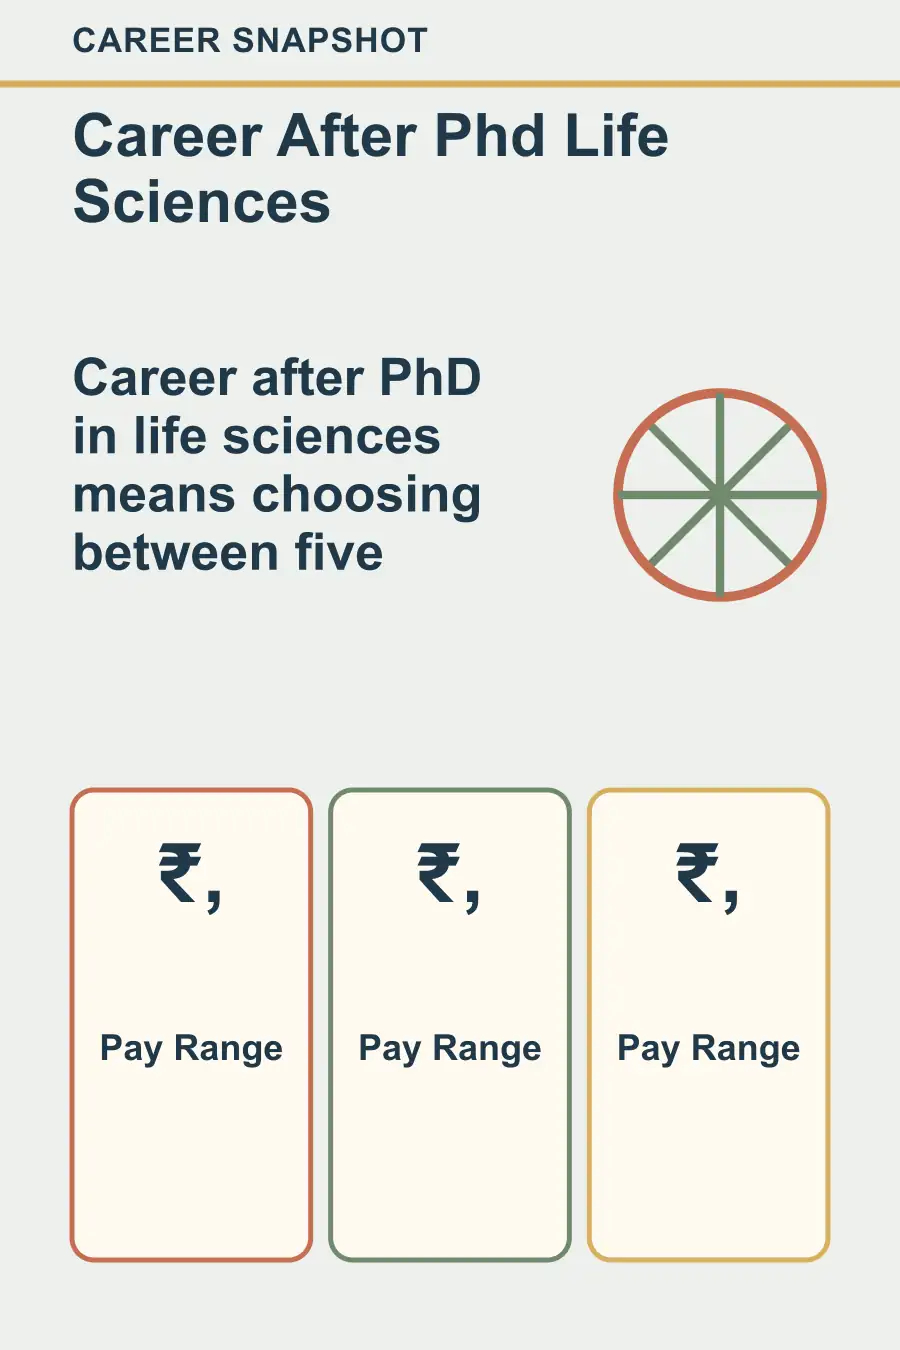 CAREER SNAPSHOT
Career After Phd Life
Sciences
Career after PhD
in life sciences
means choosing
between five
₹, ₹, ₹,
Pay Range Pay Range Pay Range